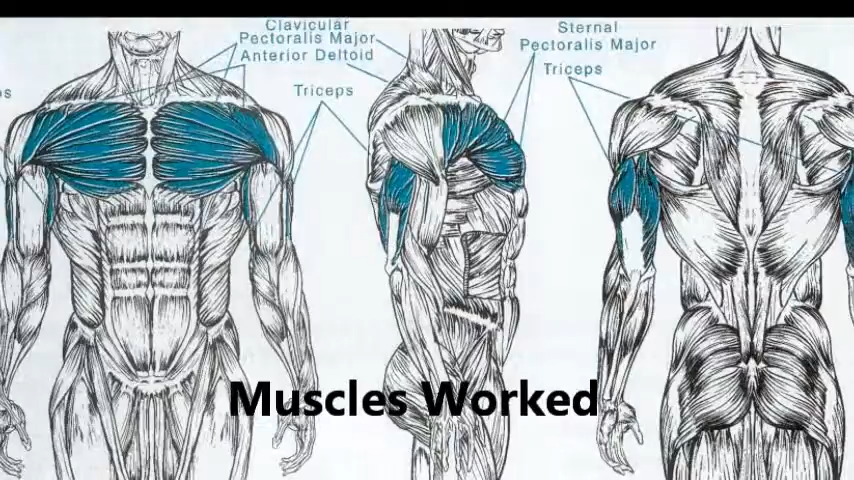 Clavicular
Pectoralis Major
Anterior Deltoid
Triceps
Sternal
Pectoralis Major
Triceps
Muscles Worked